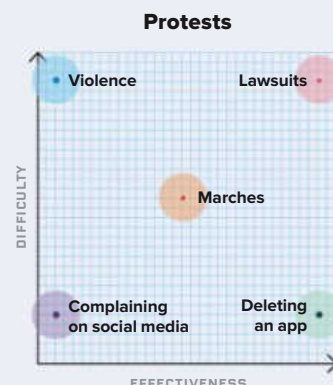 Protests
Violence
Lawsuits
DIFFICULTY
Marches
Complaining
on social media
Deleting
an app
EFFECTIVENESS